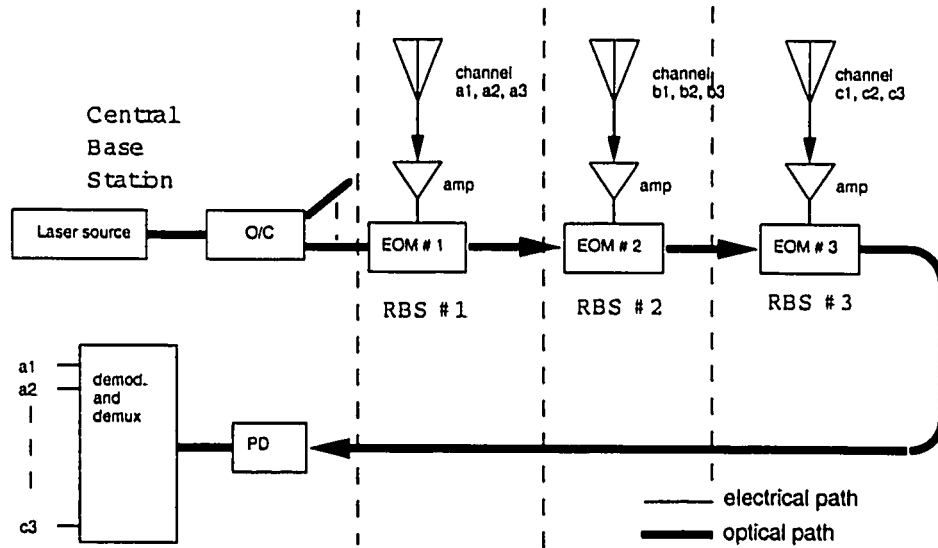 Central
Base
Station
channel
a1, a2, a3
channel
b1, b2, b3
channel
c1, c2, c3
amp
amp
amp
Laser source
O/C
EOM # 1
EOM # 2
EOM # 3
RBS #1
RBS #2
RBS #3
a1
a2
c3
demod.
and
demux
PD
electrical path
optical path